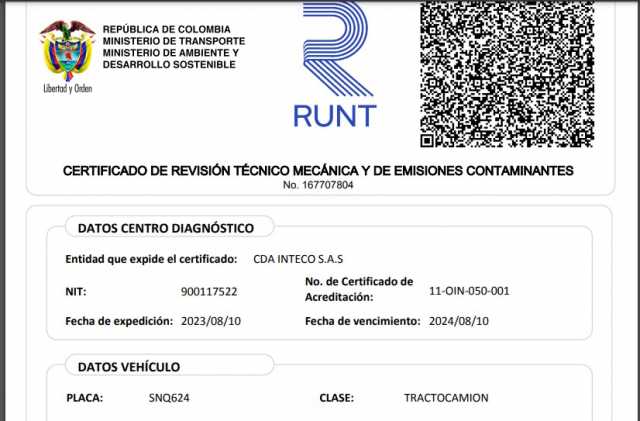 REPÚBLICA DE COLOMBIA
MINISTERIO DE TRANSPORTE
MINISTERIO DE AMBIENTE Y
DESARROLLO SOSTENIBLE
Libertad y Orden
RUNT
CERTIFICADO DE REVISIÓN TÉCNICO MECÁNICA Y DE EMISIONES CONTAMINANTES
No. 167707804
DATOS CENTRO DIAGNÓSTICO
Entidad que expide el certificado: CDA INTECO S.A.S
NIT: 900117522 No. de Certificado de Acreditación: 11-OIN-050-001
Fecha de expedición: 2023/08/10 Fecha de vencimiento: 2024/08/10
DATOS VEHÍCULO
PLACA: SNQ624 CLASE: TRACTOCAMION